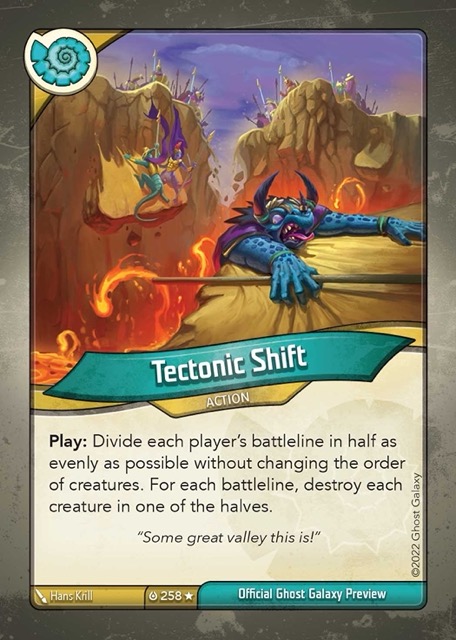 Tectonic Shift
ACTION
Play: Divide each player's battleline in half as
evenly as possible without changing the order
of creatures. For each battleline, destroy each
creature in one of the halves.
"Some great valley this is!"
©2022 Ghost Galaxy
Hans Krill
258★
Official Ghost Galaxy Preview